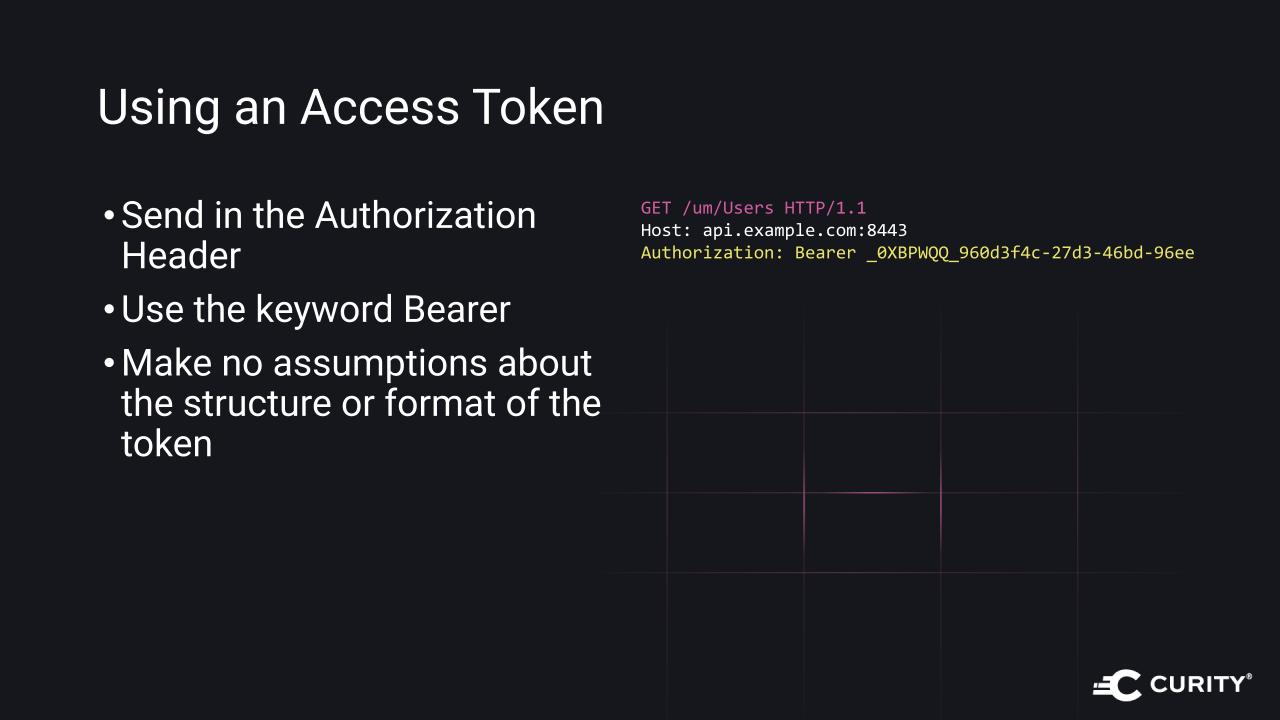 Using an Access Token
• Send in the Authorization
Header
• Use the keyword Bearer
• Make no assumptions about
the structure or format of the
token
GET /um/Users HTTP/1.1
Host: api.example.com:8443
Authorization: Bearer _0XBPWQQ_960d3f4c-27d3-46bd-96ee
CURITY®